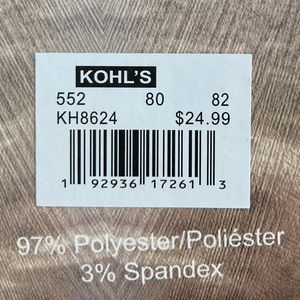 KOHL'S
552 80 82
KH8624 $24.99
1 92936 17261 3
97% Polyester/Poliéster
3% Spandex